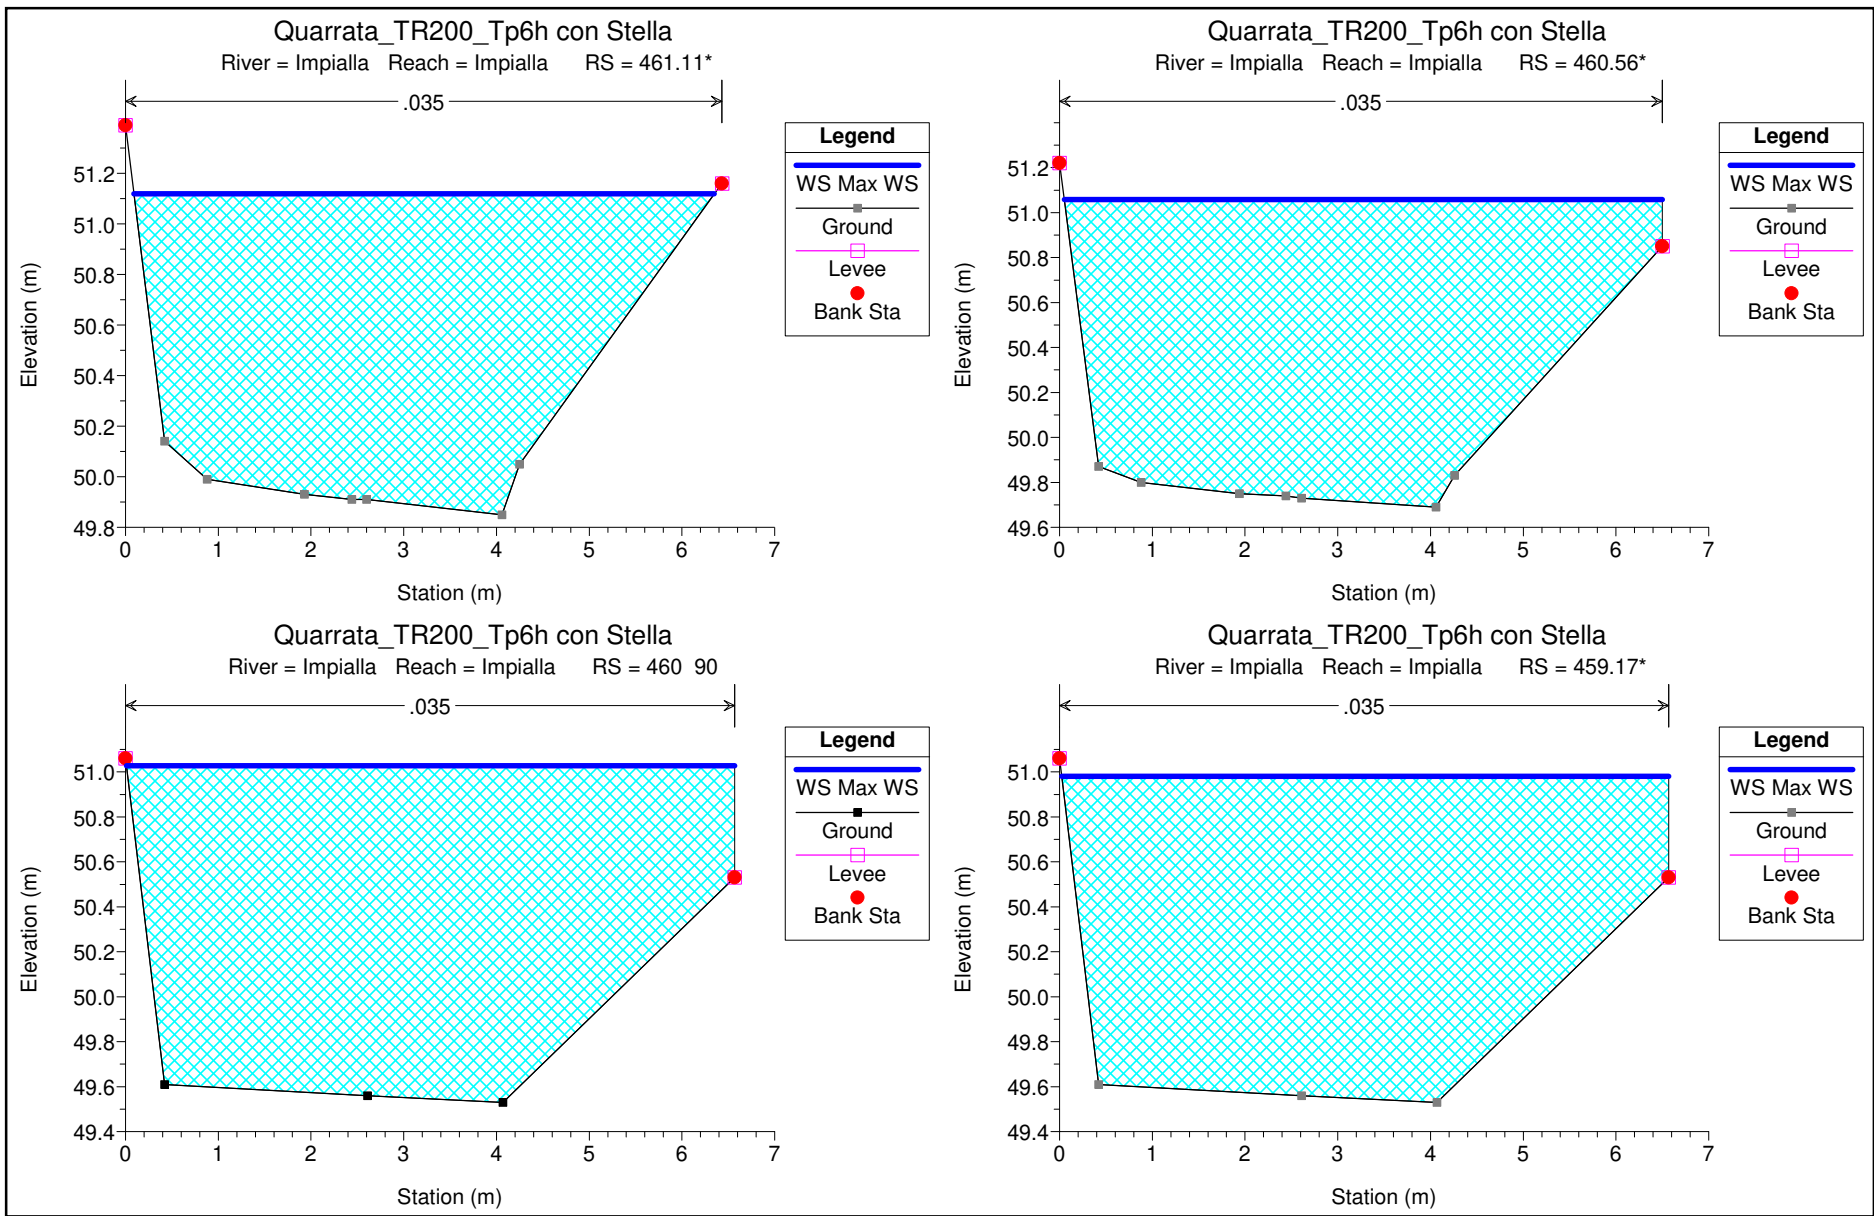 Quarrata_TR200_Tp6h con Stella
River = Impialla Reach = Impialla RS = 461.11*
.035
Elevation (m)
51.2
51.0
50.8
50.6
50.4
50.2
50.0
49.8
0 1 2 3 4 5 6 7
Station (m)
Legend
WS Max WS
Ground
Levee
Bank Sta
Quarrata_TR200_Tp6h con Stella
River = Impialla Reach = Impialla RS = 460.56*
.035
Elevation (m)
51.2
51.0
50.8
50.6
50.4
50.2
50.0
49.8
49.6
0 1 2 3 4 5 6 7
Station (m)
Legend
WS Max WS
Ground
Levee
Bank Sta
Quarrata_TR200_Tp6h con Stella
River = Impialla Reach = Impialla RS = 460 90
.035
Elevation (m)
51.0
50.8
50.6
50.4
50.2
50.0
49.8
49.6
49.4
0 1 2 3 4 5 6 7
Station (m)
Legend
WS Max WS
Ground
Levee
Bank Sta
Quarrata_TR200_Tp6h con Stella
River = Impialla Reach = Impialla RS = 459.17*
.035
Elevation (m)
51.0
50.8
50.6
50.4
50.2
50.0
49.8
49.6
49.4
0 1 2 3 4 5 6 7
Station (m)
Legend
WS Max WS
Ground
Levee
Bank Sta